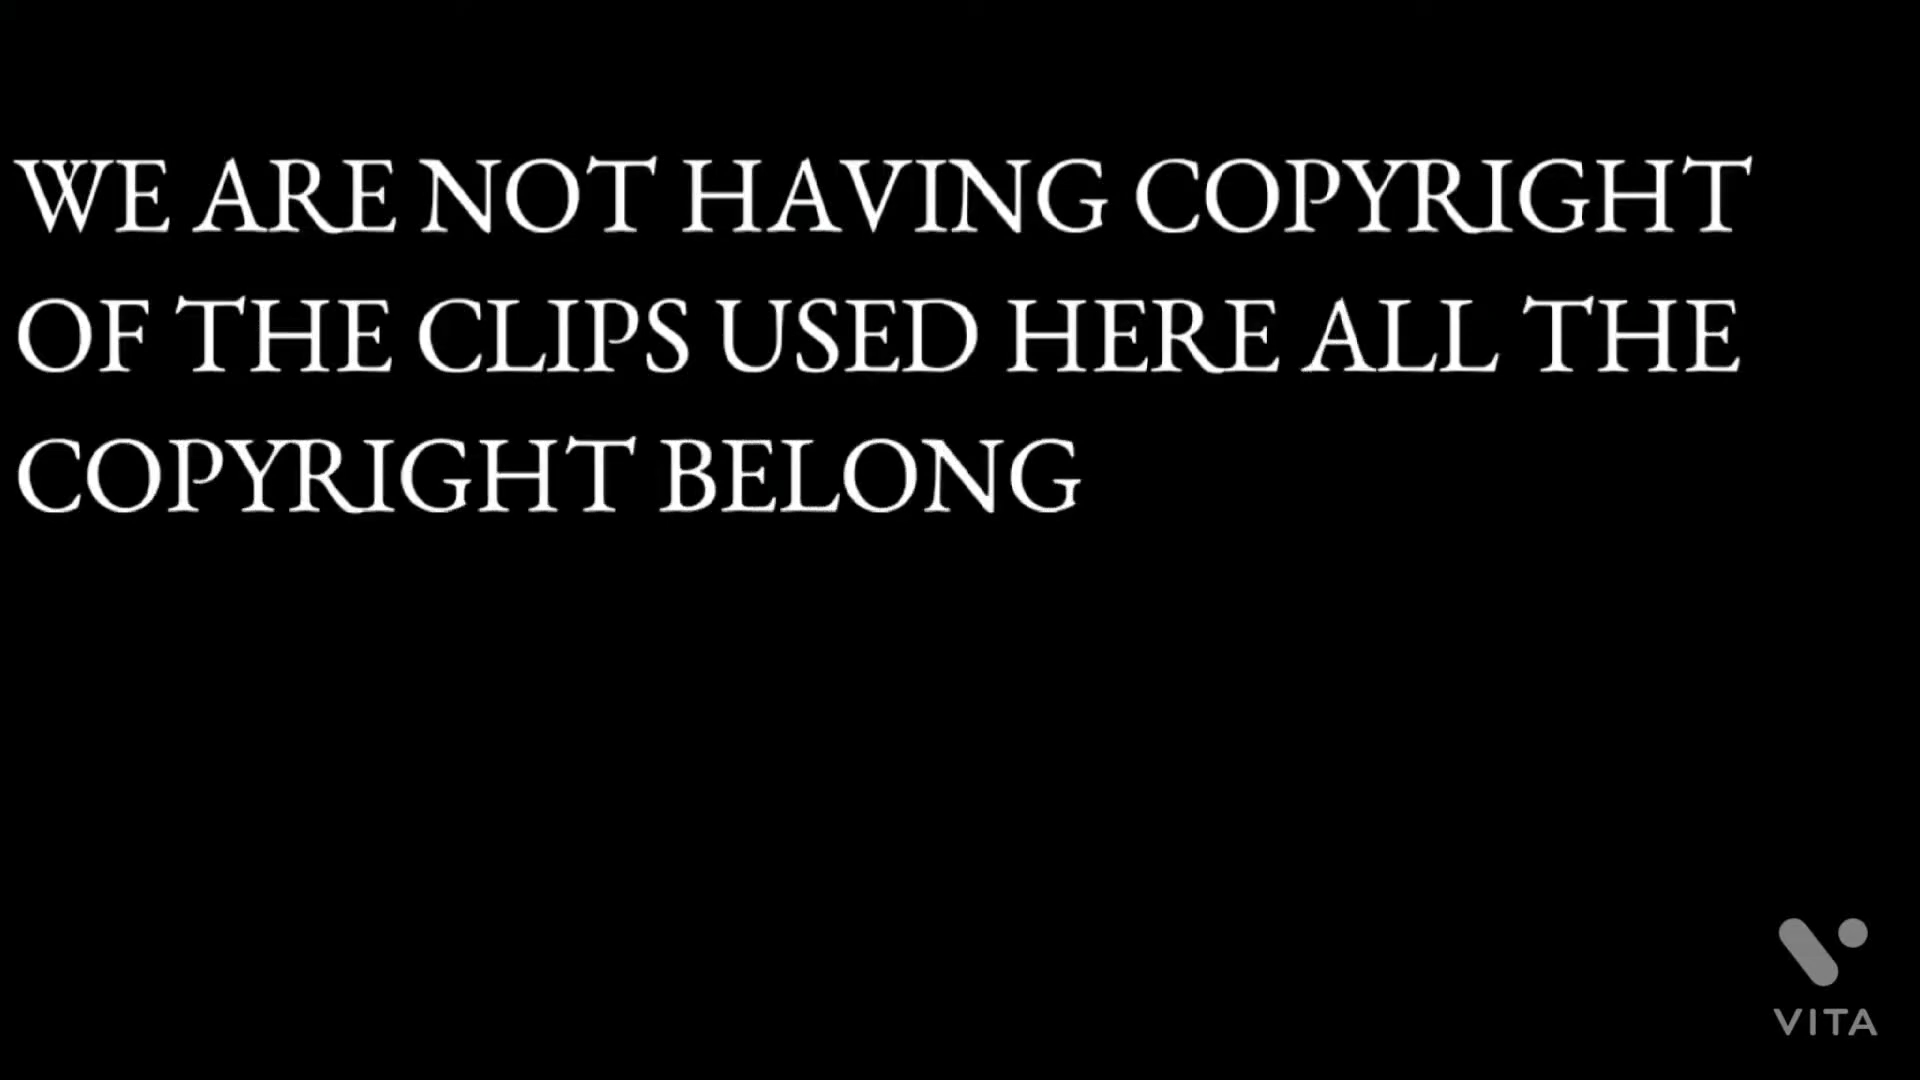 WE ARE NOT HAVING COPYRIGHT
OF THE CLIPS USED HERE ALL THE
COPYRIGHT BELONG
VITA